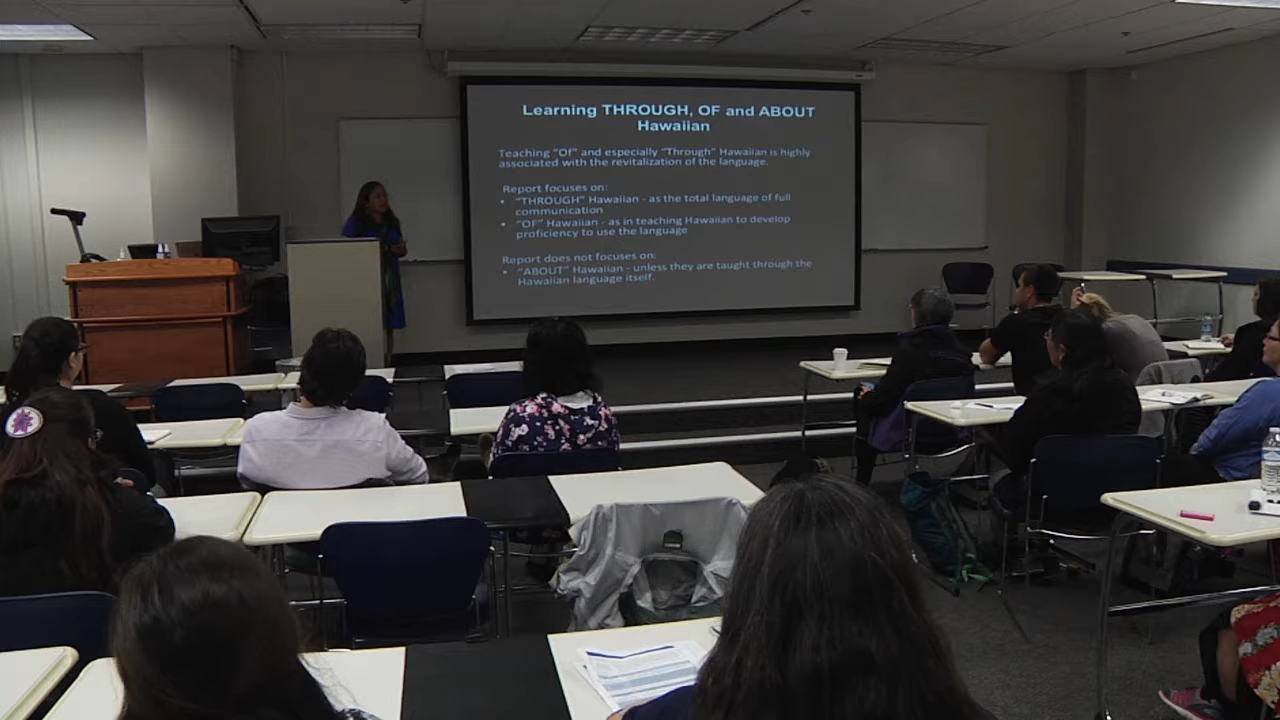 Learning THROUGH, OF and ABOUT
Hawaiian
Teaching "Of" and especially "Through" Hawaiian is highly
associated with the revitalization of the language.
Report focuses on:
• "THROUGH" Hawaiian - as the total language of full
communication
• "OF" Hawaiian - as in teaching Hawaiian to develop
proficiency to use the language
Report does not focuses on:
• "ABOUT" Hawaiian - unless they are taught through the
Hawaiian language itself.